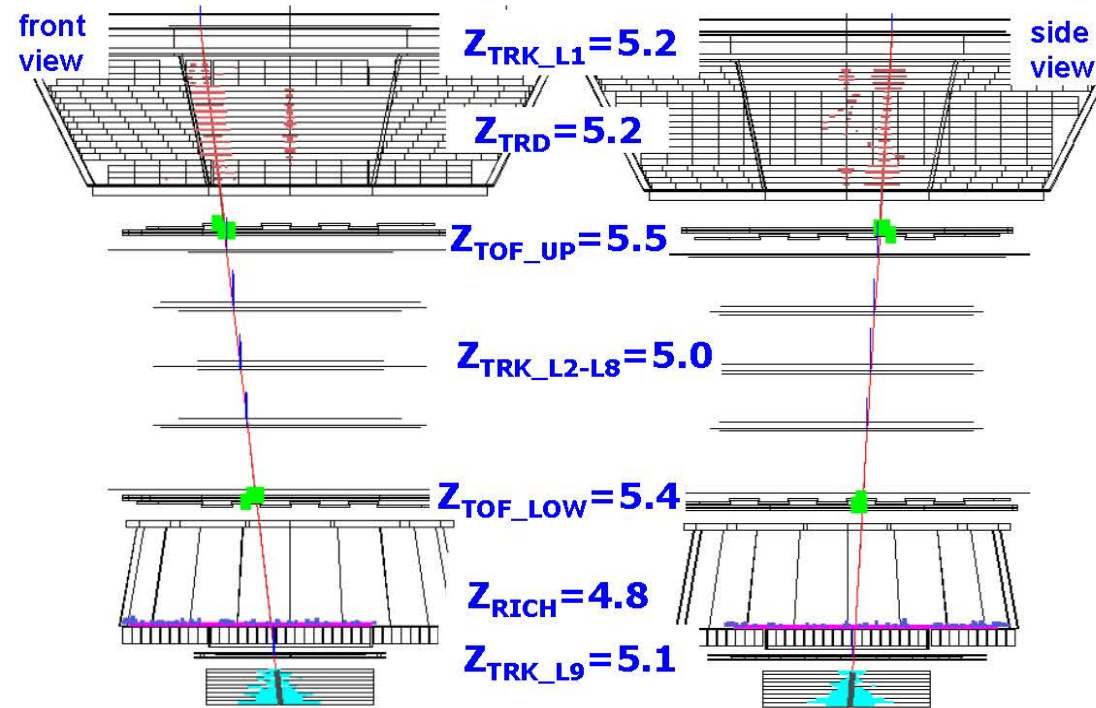 front
view
Z_TRK_L1=5.2
side
view
Z_TRD=5.2
Z_TOF_UP=5.5
Z_TRK_L2-L8=5.0
Z_TOF_LOW=5.4
Z_RICH=4.8
Z_TRK_L9=5.1